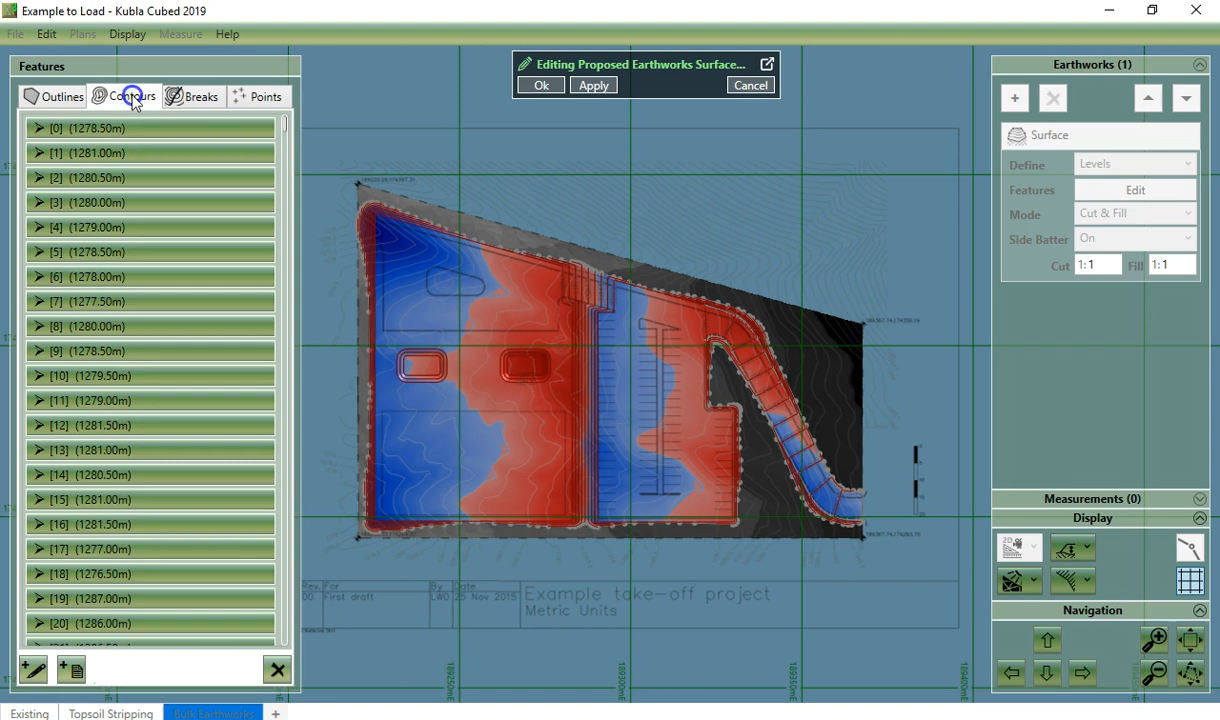 Example to Load - Kubla Cubed 2019
File Edit Plans Display Measure Help
Features
Outlines Contours Breaks Points
[0] (1278.50m)
[1] (1281.00m)
[2] (1280.50m)
[3] (1280.00m)
[4] (1279.00m)
[5] (1278.50m)
[6] (1278.00m)
[7] (1277.50m)
[8] (1280.00m)
[9] (1278.50m)
[10] (1279.50m)
[11] (1279.00m)
[12] (1281.50m)
[13] (1281.00m)
[14] (1280.50m)
[15] (1281.00m)
[16] (1281.50m)
[17] (1277.00m)
[18] (1276.50m)
[19] (1287.00m)
[20] (1286.00m)
Editing Proposed Earthworks Surface...
Ok Apply Cancel
Rev. For By Date
00 First draft LWO 25 Nov 2015
Example take-off project
Metric Units
189250mE 189300mE 189350mE 189400mE
Earthworks (1)
Surface
Define Levels
Features Edit
Mode Cut & Fill
Side Batter On
Cut 1:1 Fill 1:1
Measurements (0)
Display
2D
Navigation
Existing Topsoil Stripping Bulk Earthworks +